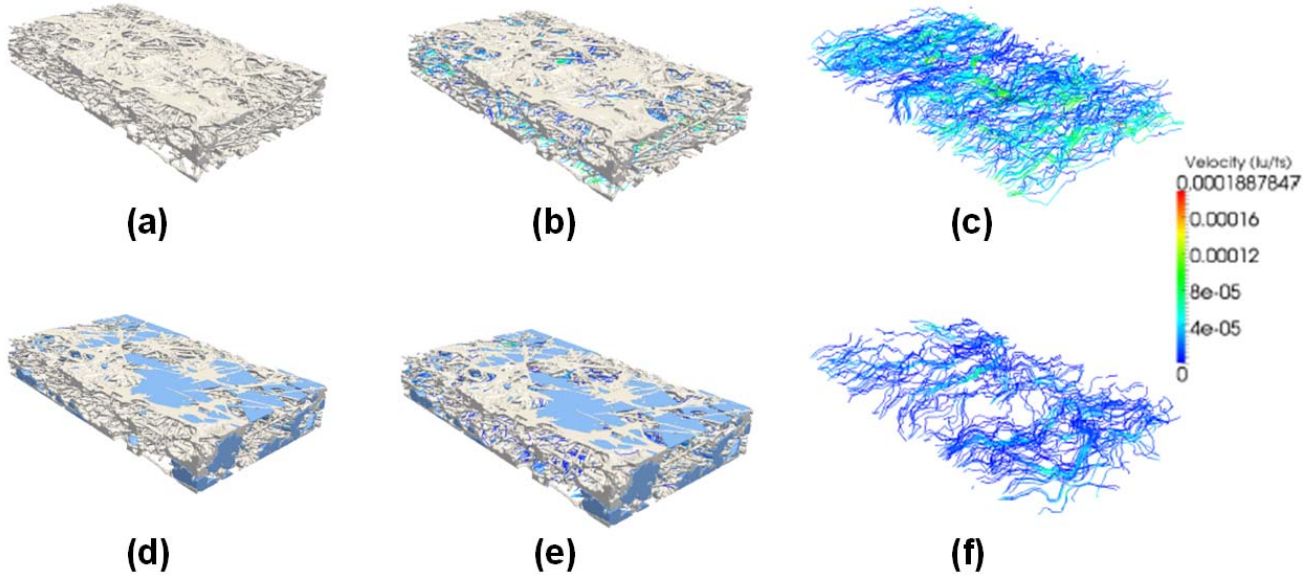 (a)
(b)
(c)
Velocity (lu/ts)
0.0001887847
0.00016
0.00012
8e-05
4e-05
0
(d)
(e)
(f)